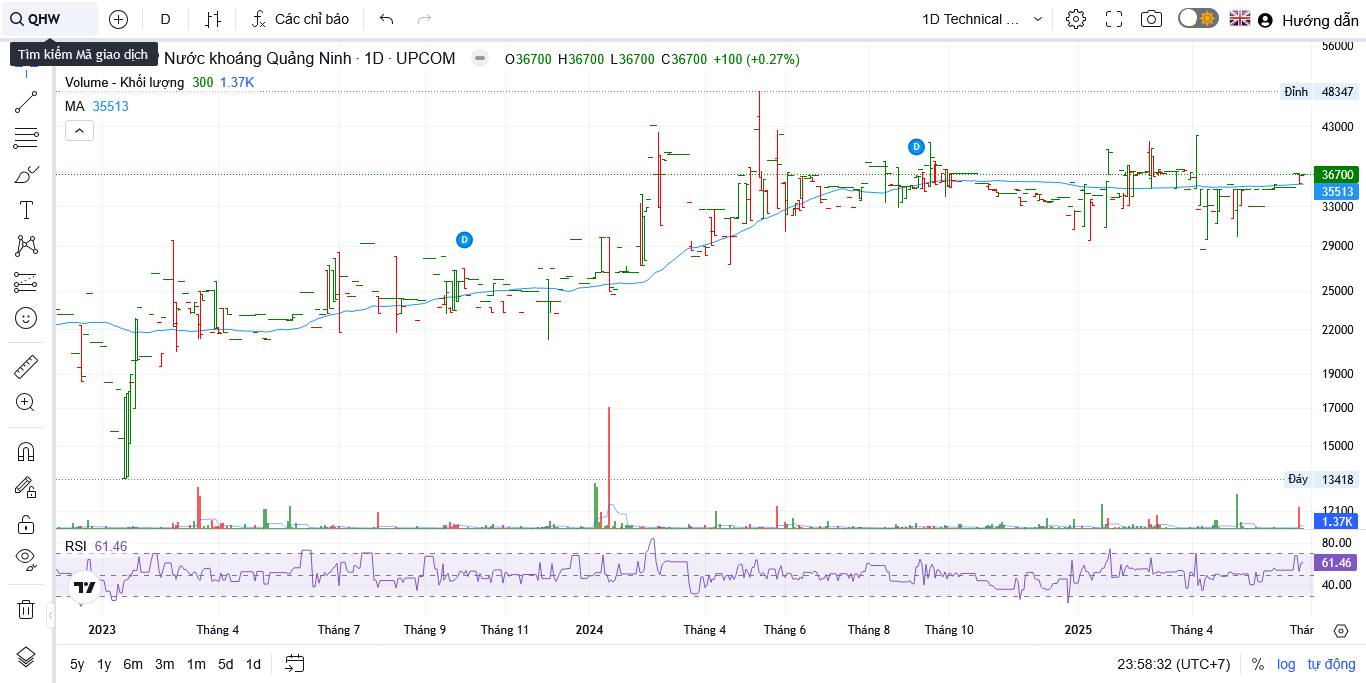 QHW
D
Các chỉ báo
1D Technical ...
Hướng dẫn
Tìm kiếm Mã giao dịch
Nước khoáng Quảng Ninh · 1D · UPCOM
O36700 H36700 L36700 C36700 +100 (+0.27%)
Volume - Khối lượng 300 1.37K
MA 35513
56000
Đỉnh 48347
43000
36700
35513
33000
29000
25000
22000
19000
17000
15000
Đáy 13418
12100
1.37K
D
D
RSI 61.46
80.00
61.46
40.00
2023 Tháng 4 Tháng 7 Tháng 9 Tháng 11 2024 Tháng 4 Tháng 6 Tháng 8 Tháng 10 2025 Tháng 4 Thár
5y 1y 6m 3m 1m 5d 1d
23:58:32 (UTC+7) % log tự động